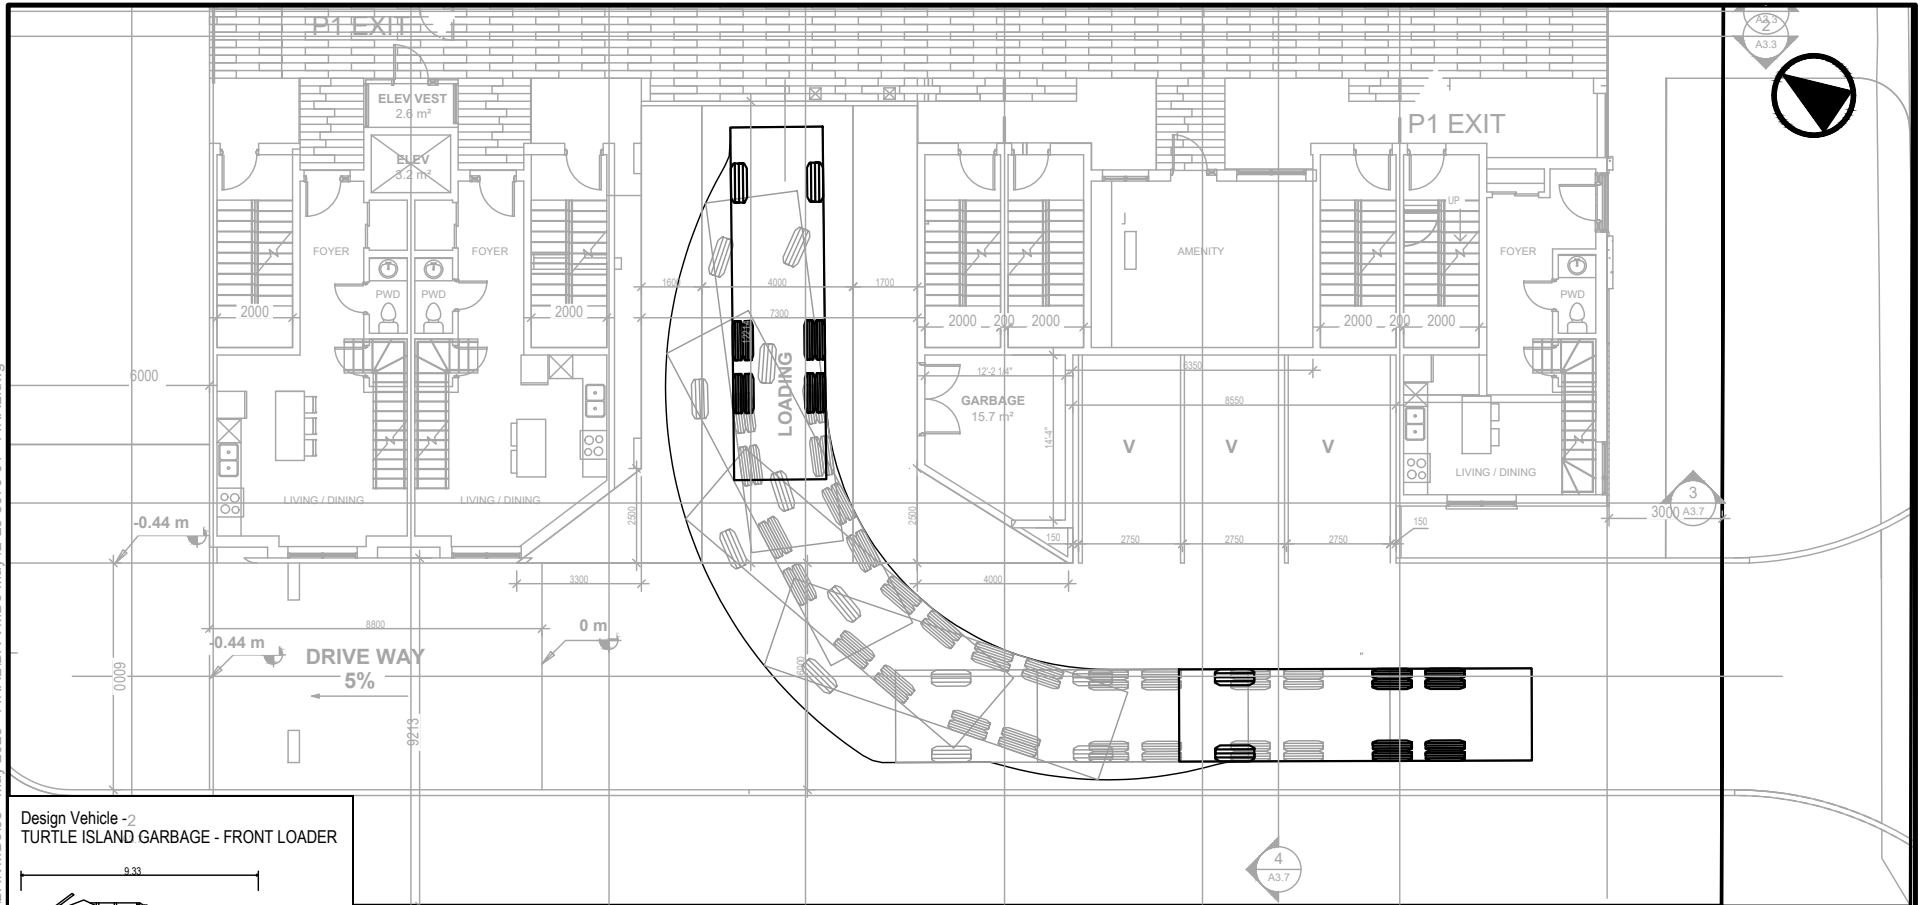 P1 EXIT
A3.3
2
A3.3
ELEV VEST
2.6 m²
P1 EXIT
ELEV
3.2 m²
UP
FOYER
FOYER
AMENITY
FOYER
1600
4000
1700
PWD
PWD
PWD
2000
2000
7300
2000
200
2000
2000
200
2000
LOADING
6000
12'-2 1/4"
6350
GARBAGE
15.7 m²
8550
14'-4"
V
V
V
LIVING / DINING
LIVING / DINING
LIVING / DINING
3
A3.7
3000
-0.44 m
2500
2500
150
150
2750
2750
2750
3300
4000
8800
0 m
-0.44 m
DRIVE WAY
5%
6000
9213
4
A3.7
Design Vehicle -2
TURTLE ISLAND GARBAGE - FRONT LOADER
9.33